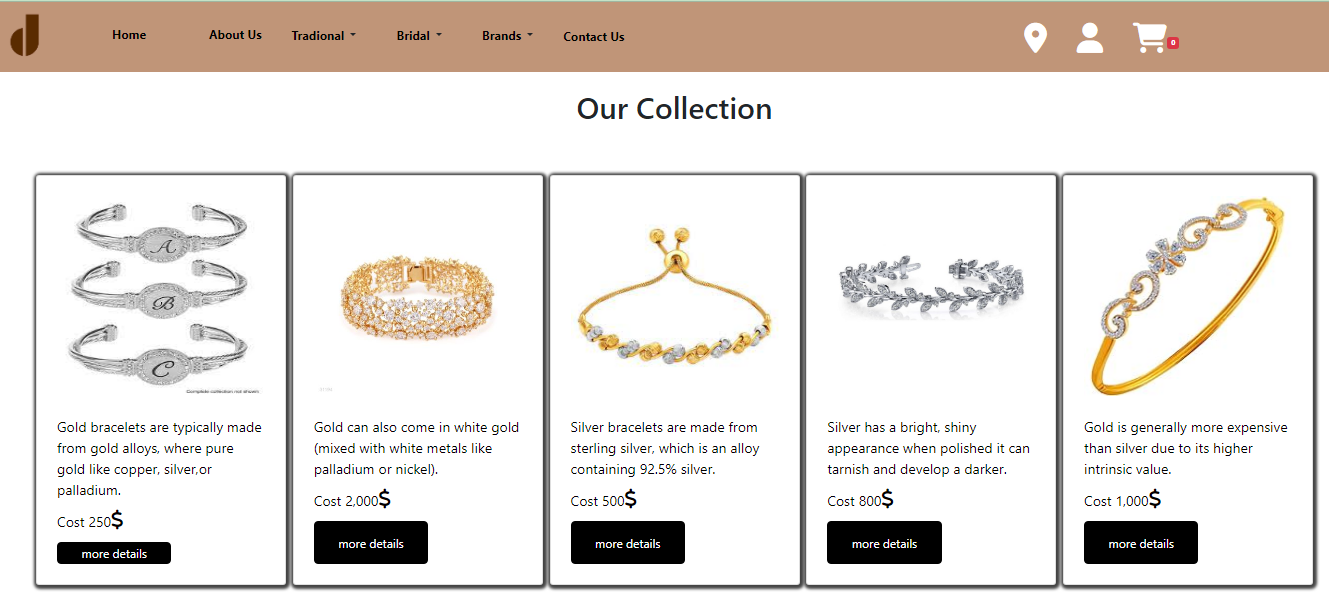 d
Home About Us Tradional Bridal Brands Contact Us
0
Our Collection
A
B
C
Complete collection not shown
Gold bracelets are typically made
from gold alloys, where pure
gold like copper, silver,or
palladium.
Cost 250$
more details
Gold can also come in white gold
(mixed with white metals like
palladium or nickel).
Cost 2,000$
more details
Silver bracelets are made from
sterling silver, which is an alloy
containing 92.5% silver.
Cost 500$
more details
Silver has a bright, shiny
appearance when polished it can
tarnish and develop a darker.
Cost 800$
more details
Gold is generally more expensive
than silver due to its higher
intrinsic value.
Cost 1,000$
more details